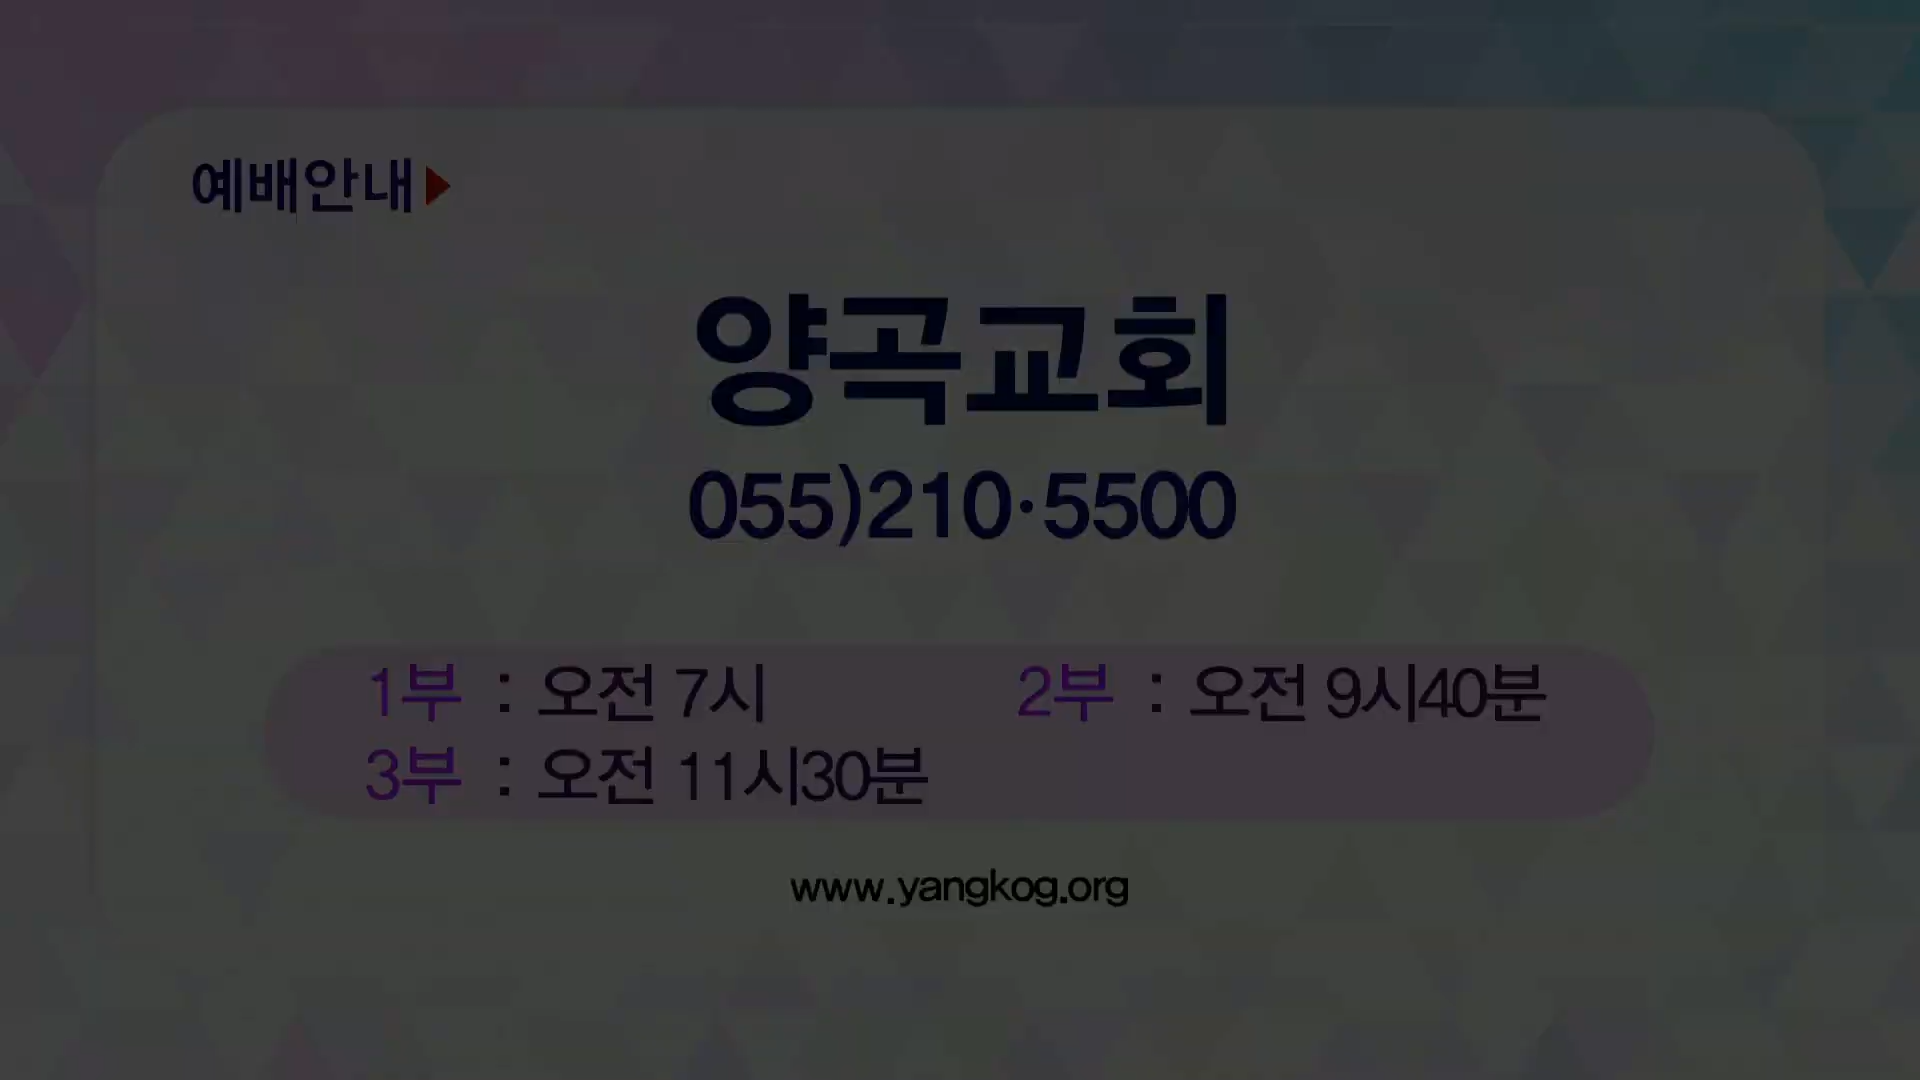 예배안내▶
양곡교회
055)210·5500
1부 : 오전 7시 2부 : 오전 9시40분
3부 : 오전 11시30분
www.yangkog.org